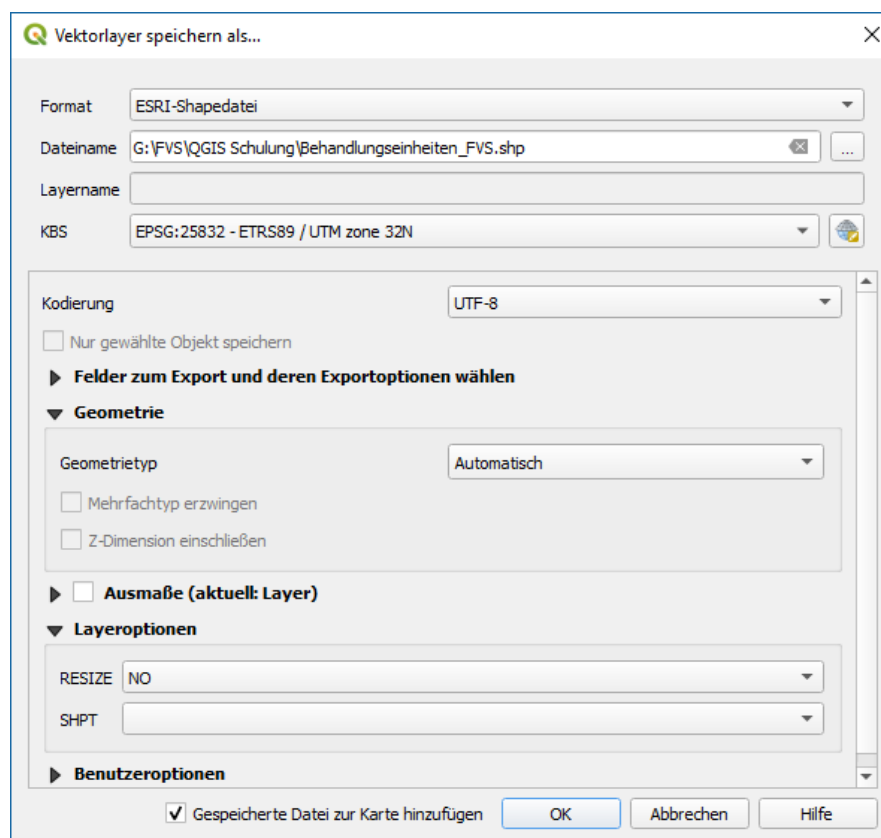 Vektorlayer speichern als...
Format ESRI-Shapedatei
Dateiname G:\FVS\QGIS Schulung\Behandlungseinheiten_FVS.shp ...
Layername
KBS EPSG:25832 - ETRS89 / UTM zone 32N
Kodierung UTF-8
Nur gewählte Objekt speichern
Felder zum Export und deren Exportoptionen wählen
Geometrie
Geometrietyp Automatisch
Mehrfachtyp erzwingen
Z-Dimension einschließen
Ausmaße (aktuell: Layer)
Layeroptionen
RESIZE NO
SHPT
Benutzeroptionen
Gespeicherte Datei zur Karte hinzufügen OK Abbrechen Hilfe